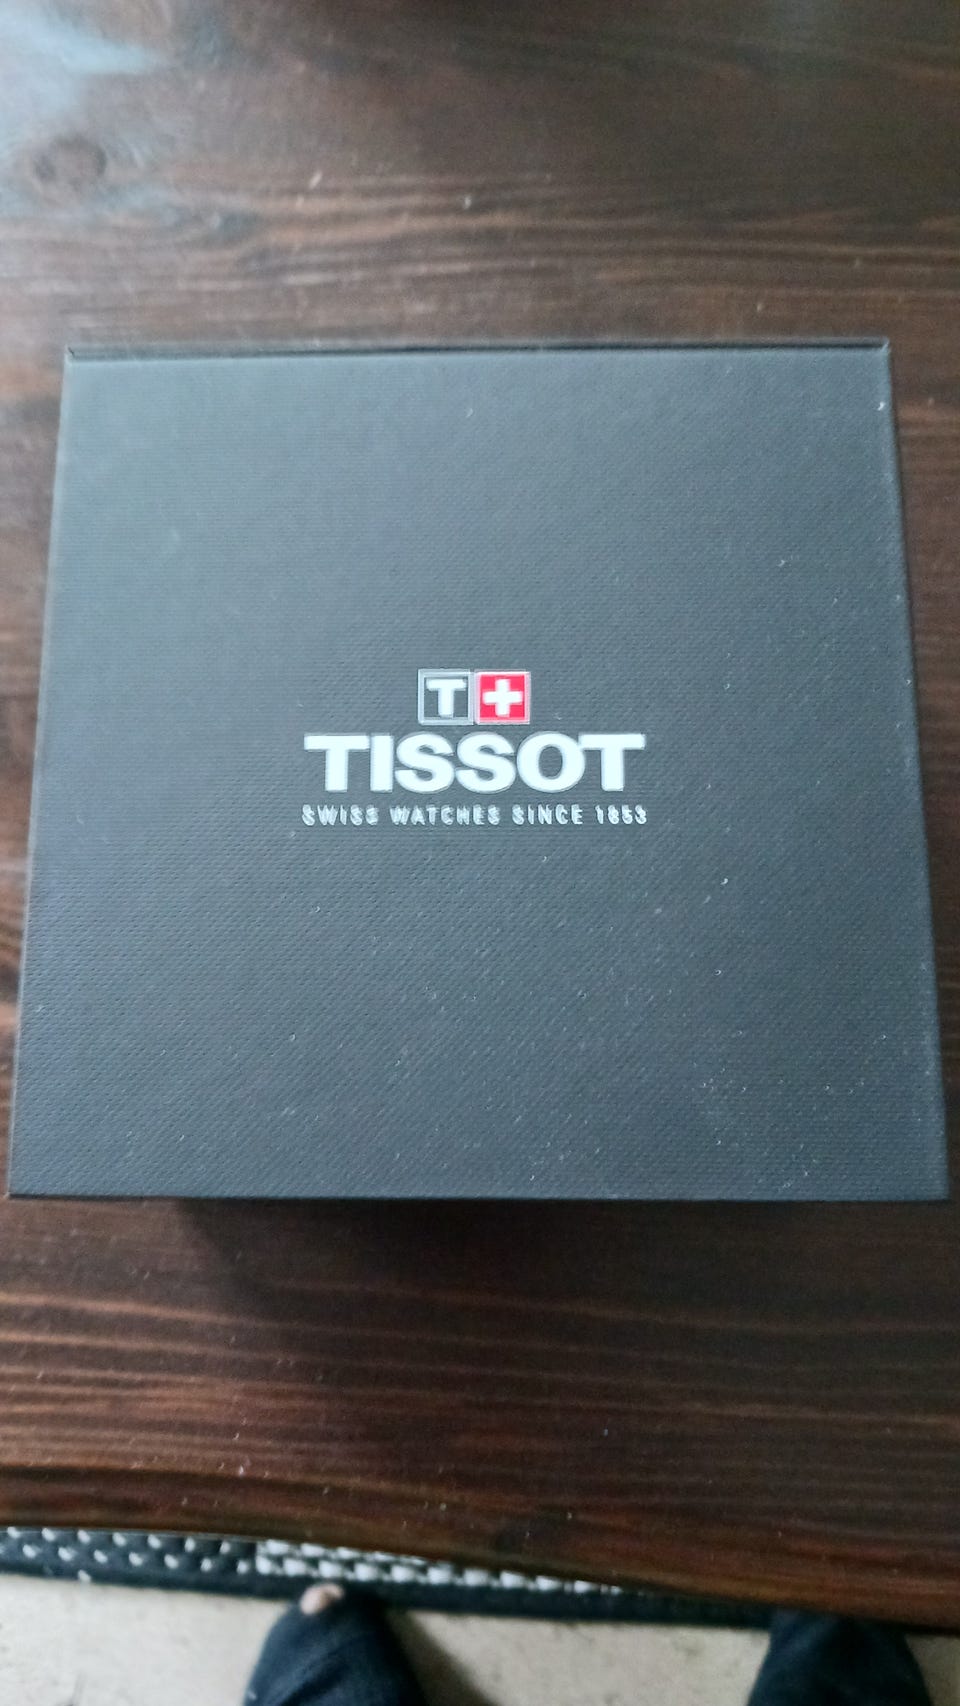 T+
TISSOT
SWISS WATCHES SINCE 1853